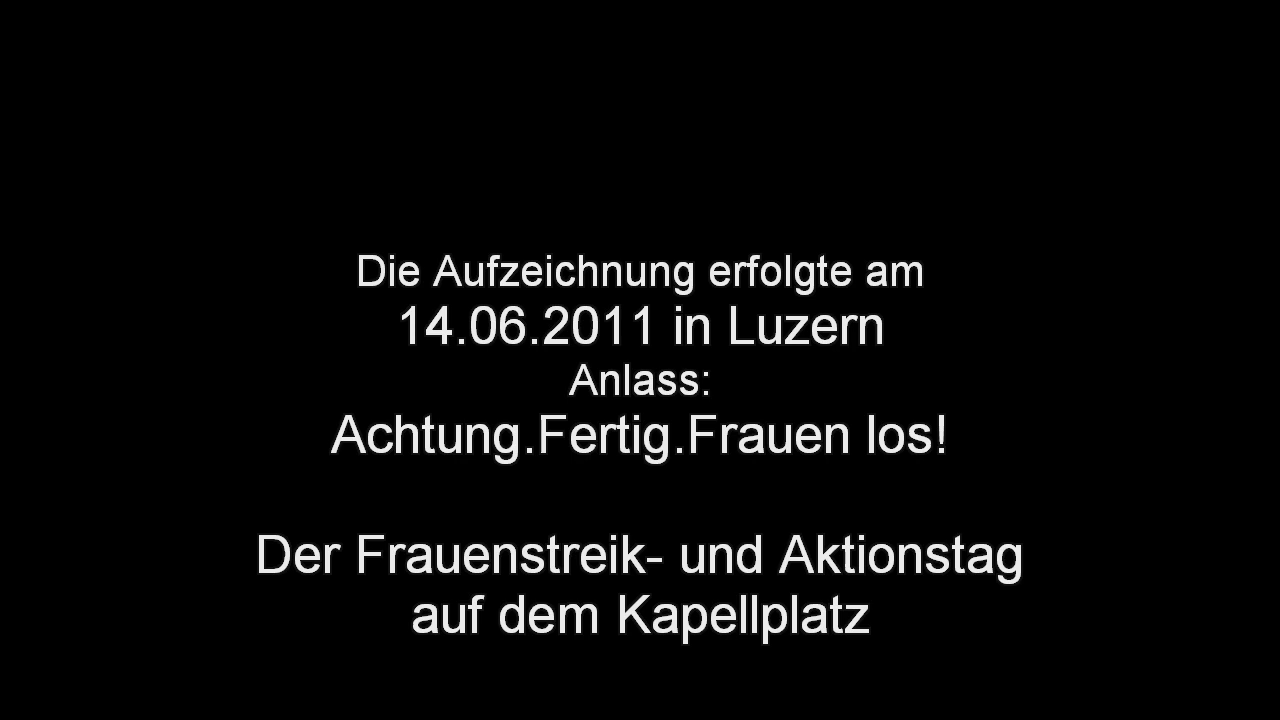 Die Aufzeichnung erfolgte am
14.06.2011 in Luzern
Anlass:
Achtung.Fertig.Frauen los!
Der Frauenstreik- und Aktionstag
auf dem Kapellplatz